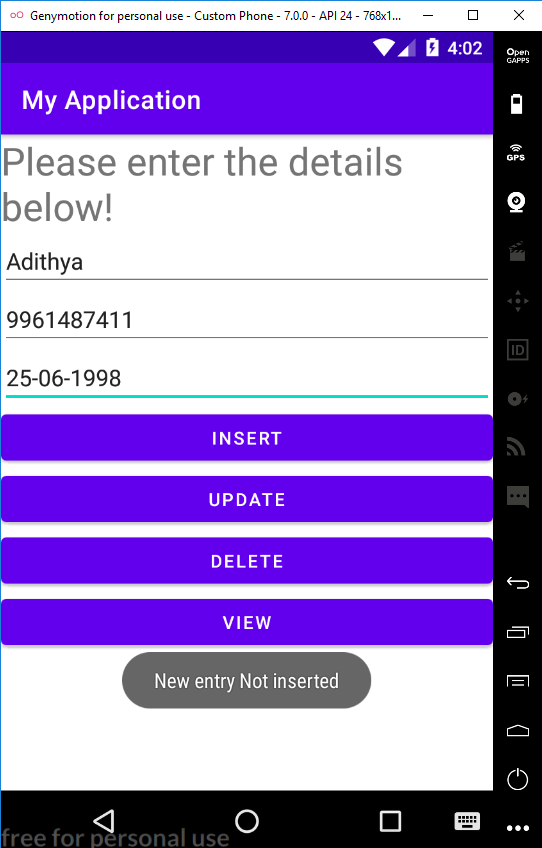 Genymotion for personal use - Custom Phone - 7.0.0 - API 24 - 768x1...
4:02
Open
GAPPS
My Application
GPS
Please enter the details
below!
Adithya
9961487411
ID
25-06-1998
INSERT
UPDATE
DELETE
VIEW
New entry Not inserted
free for personal use